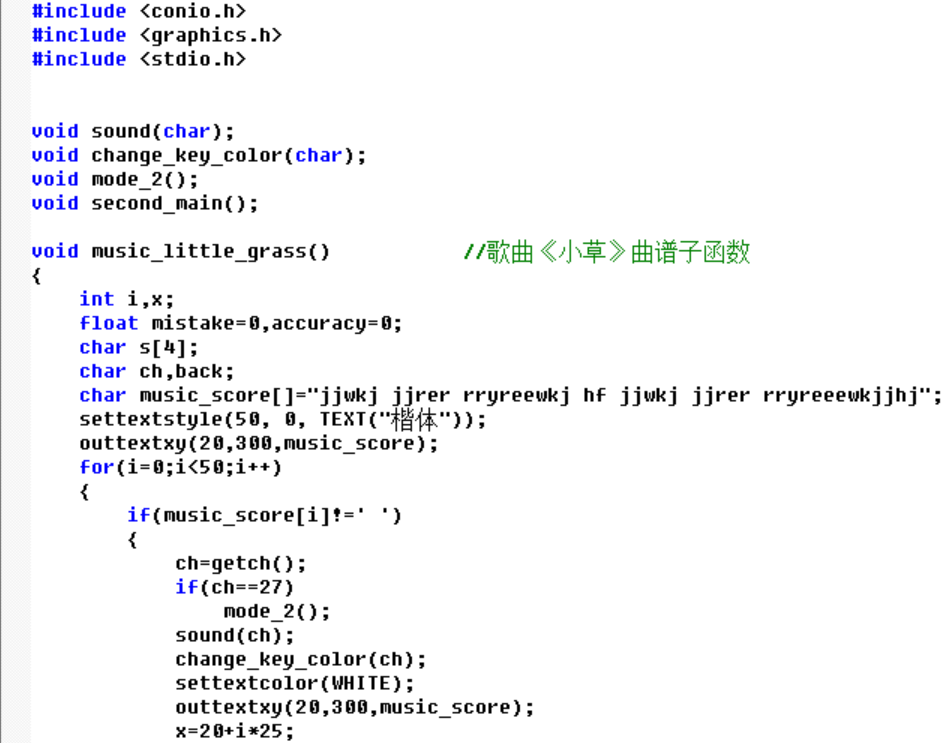 #include <conio.h>
#include <graphics.h>
#include <stdio.h>
void sound(char);
void change_key_color(char);
void mode_2();
void second_main();
void music_little_grass()            //歌曲《小草》曲谱子函数
{
    int i,x;
    float mistake=0,accuracy=0;
    char s[4];
    char ch,back;
    char music_score[]="jjwkj jjrer rryreewkj hf jjwkj jjrer rryreeewkjjhj";
    settextstyle(50, 0, TEXT("楷体"));
    outtextxy(20,300,music_score);
    for(i=0;i<50;i++)
    {
        if(music_score[i]!=' ')
        {
            ch=getch();
            if(ch==27)
                mode_2();
            sound(ch);
            change_key_color(ch);
            settextcolor(WHITE);
            outtextxy(20,300,music_score);
            x=20+i*25;